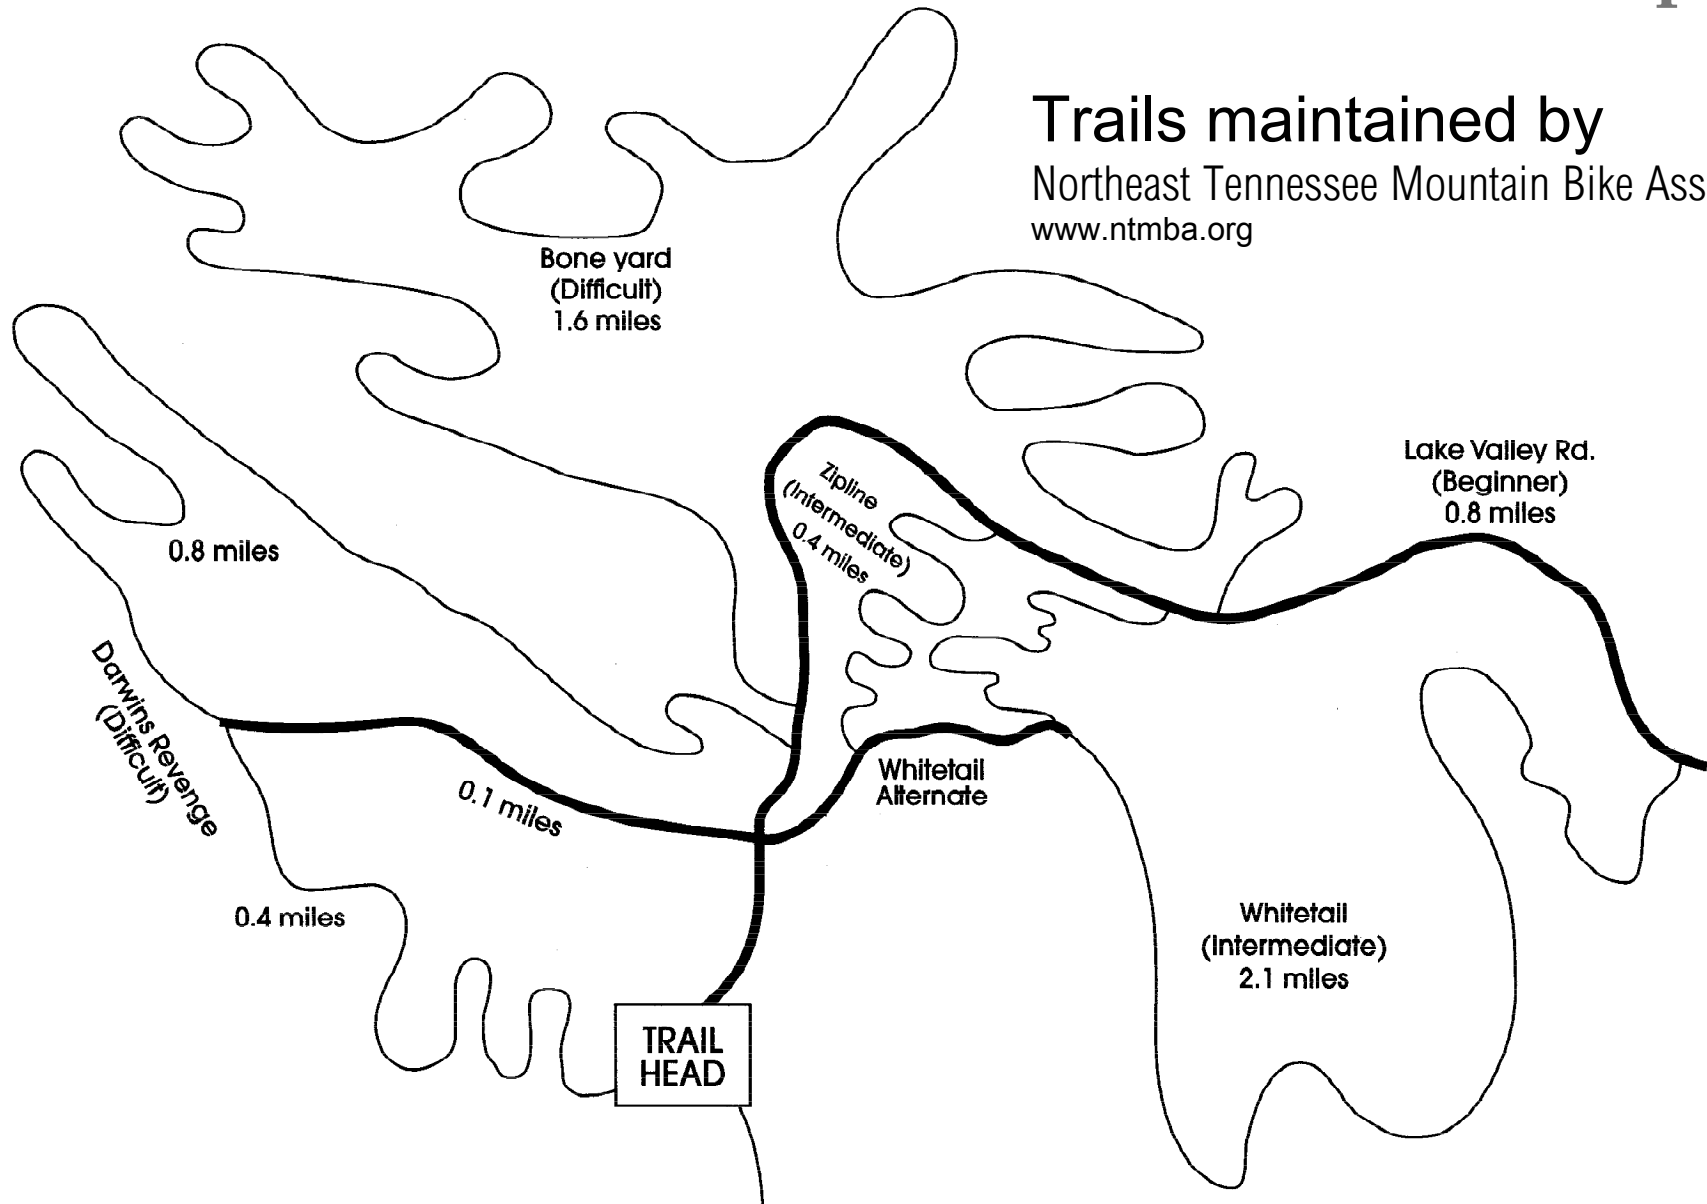 Trails maintained by
Northeast Tennessee Mountain Bike Ass
www.ntmba.org
Bone yard
(Difficult)
1.6 miles
Zipline
(Intermediate)
0.4 miles
Lake Valley Rd.
(Beginner)
0.8 miles
0.8 miles
Darwins Revenge
(Difficult)
0.1 miles
Whitetail
Alternate
0.4 miles
Whitetail
(Intermediate)
2.1 miles
TRAIL
HEAD